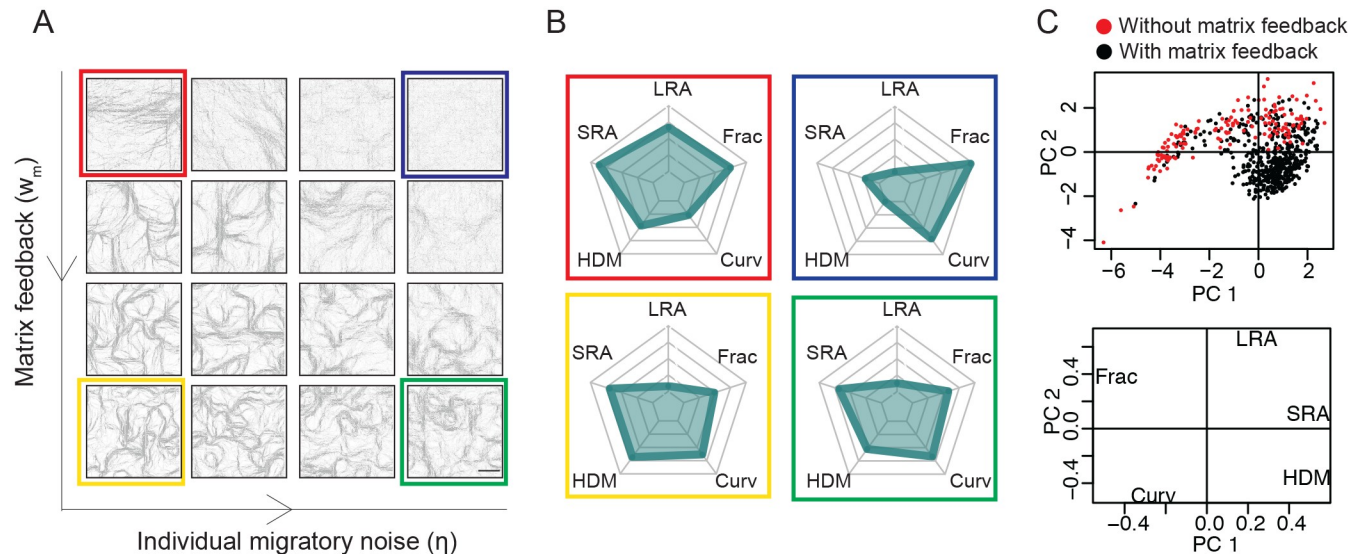 A
B
C
Without matrix feedback
With matrix feedback
Matrix feedback (wm)
Individual migratory noise (η)
LRA
SRA
Frac
HDM
Curv
LRA
Frac
SRA
HDM
Curv
LRA
SRA
Frac
HDM
Curv
LRA
SRA
Frac
HDM
Curv
PC 2
2
0
−2
−4
−6
−4
−2
0
2
PC 1
PC 2
0.4
0.0
−0.4
LRA
Frac
SRA
HDM
Curv
−0.4
0.0
0.2
0.4
PC 1